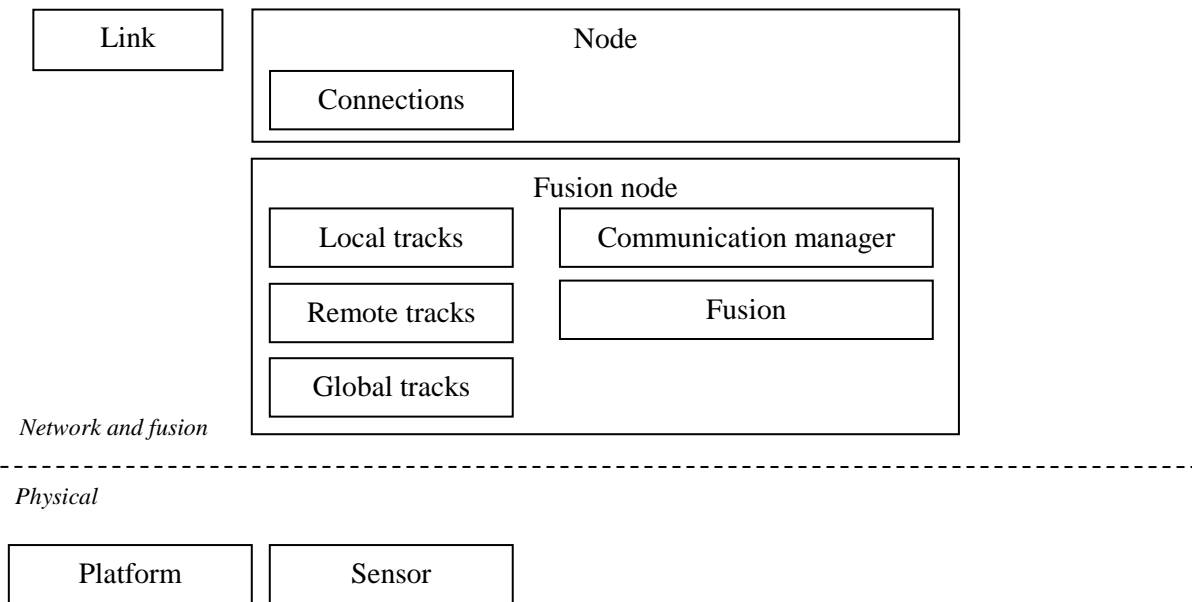 Link
Node
Connections
Fusion node
Local tracks
Communication manager
Remote tracks
Fusion
Global tracks
Network and fusion
Physical
Platform
Sensor